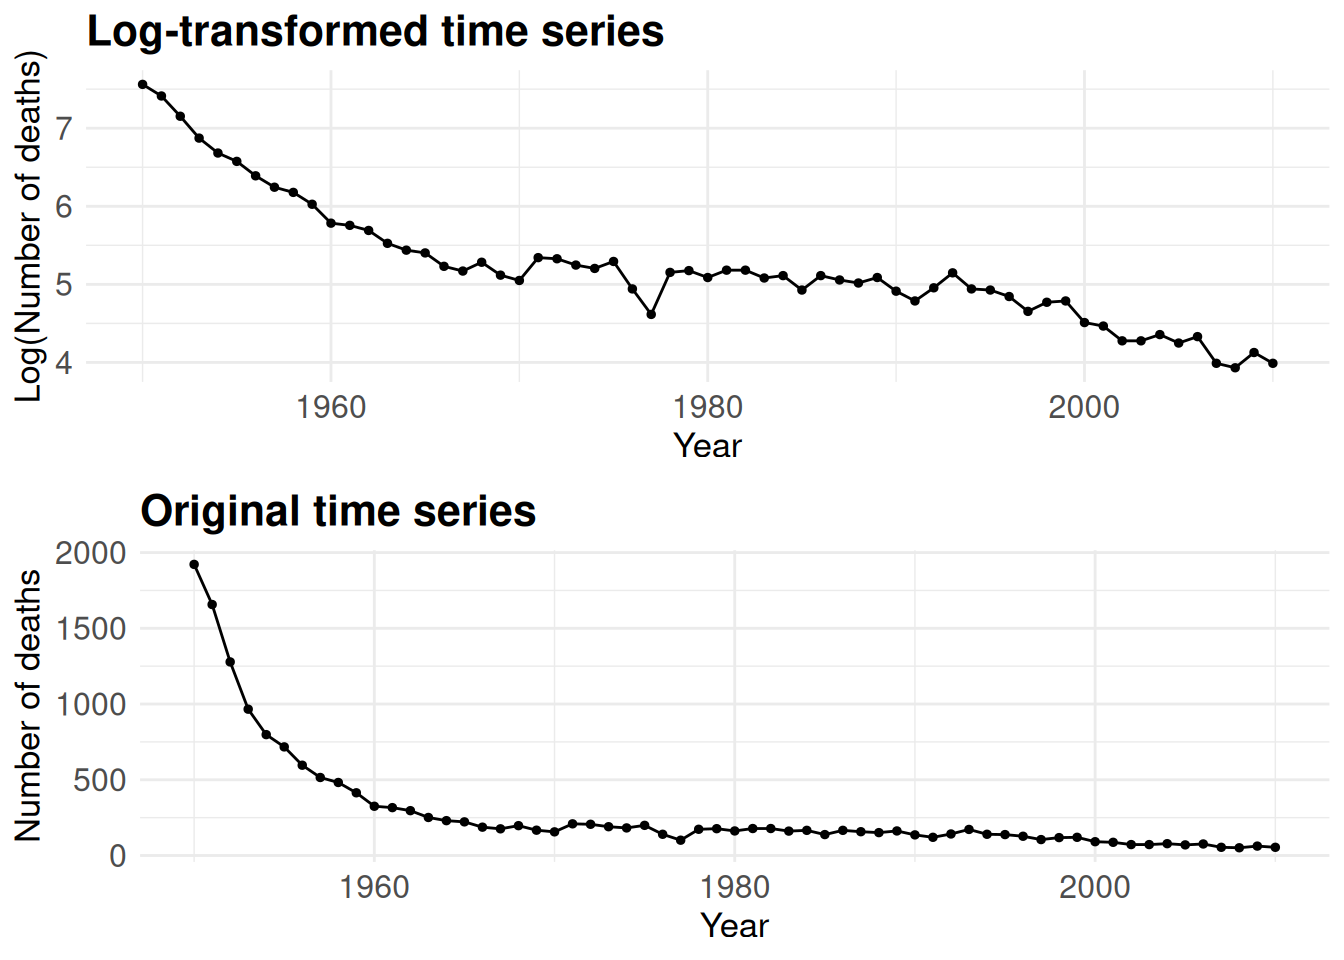 Log-transformed time series
Log(Number of deaths)
7
6
5
4
1960 1980 2000
Year
Original time series
Number of deaths
2000
1500
1000
500
0
1960 1980 2000
Year